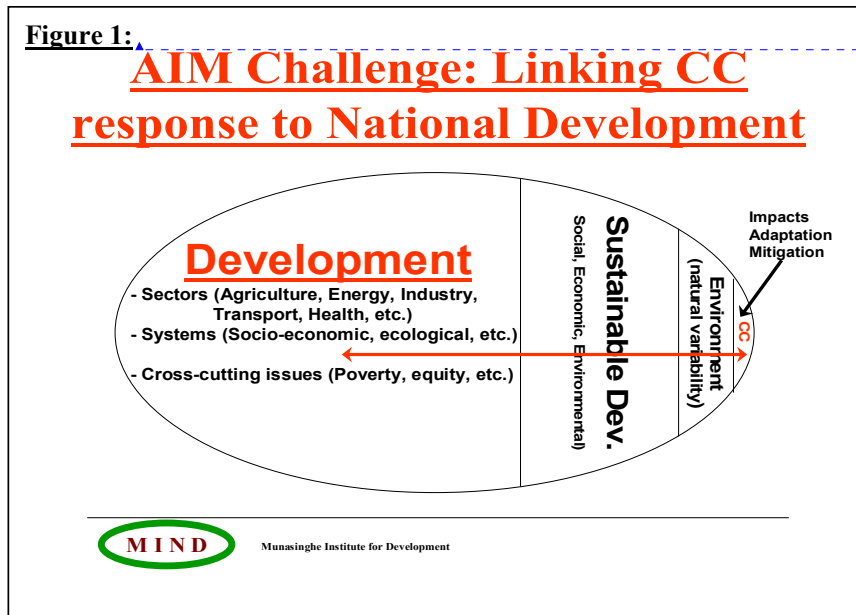 Figure 1:
AIM Challenge: Linking CC
response to National Development
Impacts
Adaptation
Mitigation
Development
- Sectors (Agriculture, Energy, Industry,
Transport, Health, etc.)
- Systems (Socio-economic, ecological, etc.)
- Cross-cutting issues (Poverty, equity, etc.)
Sustainable Dev.
Social, Economic, Environmental)
Environment
(natural variability)
CC
MIND
Munasinghe Institute for Development